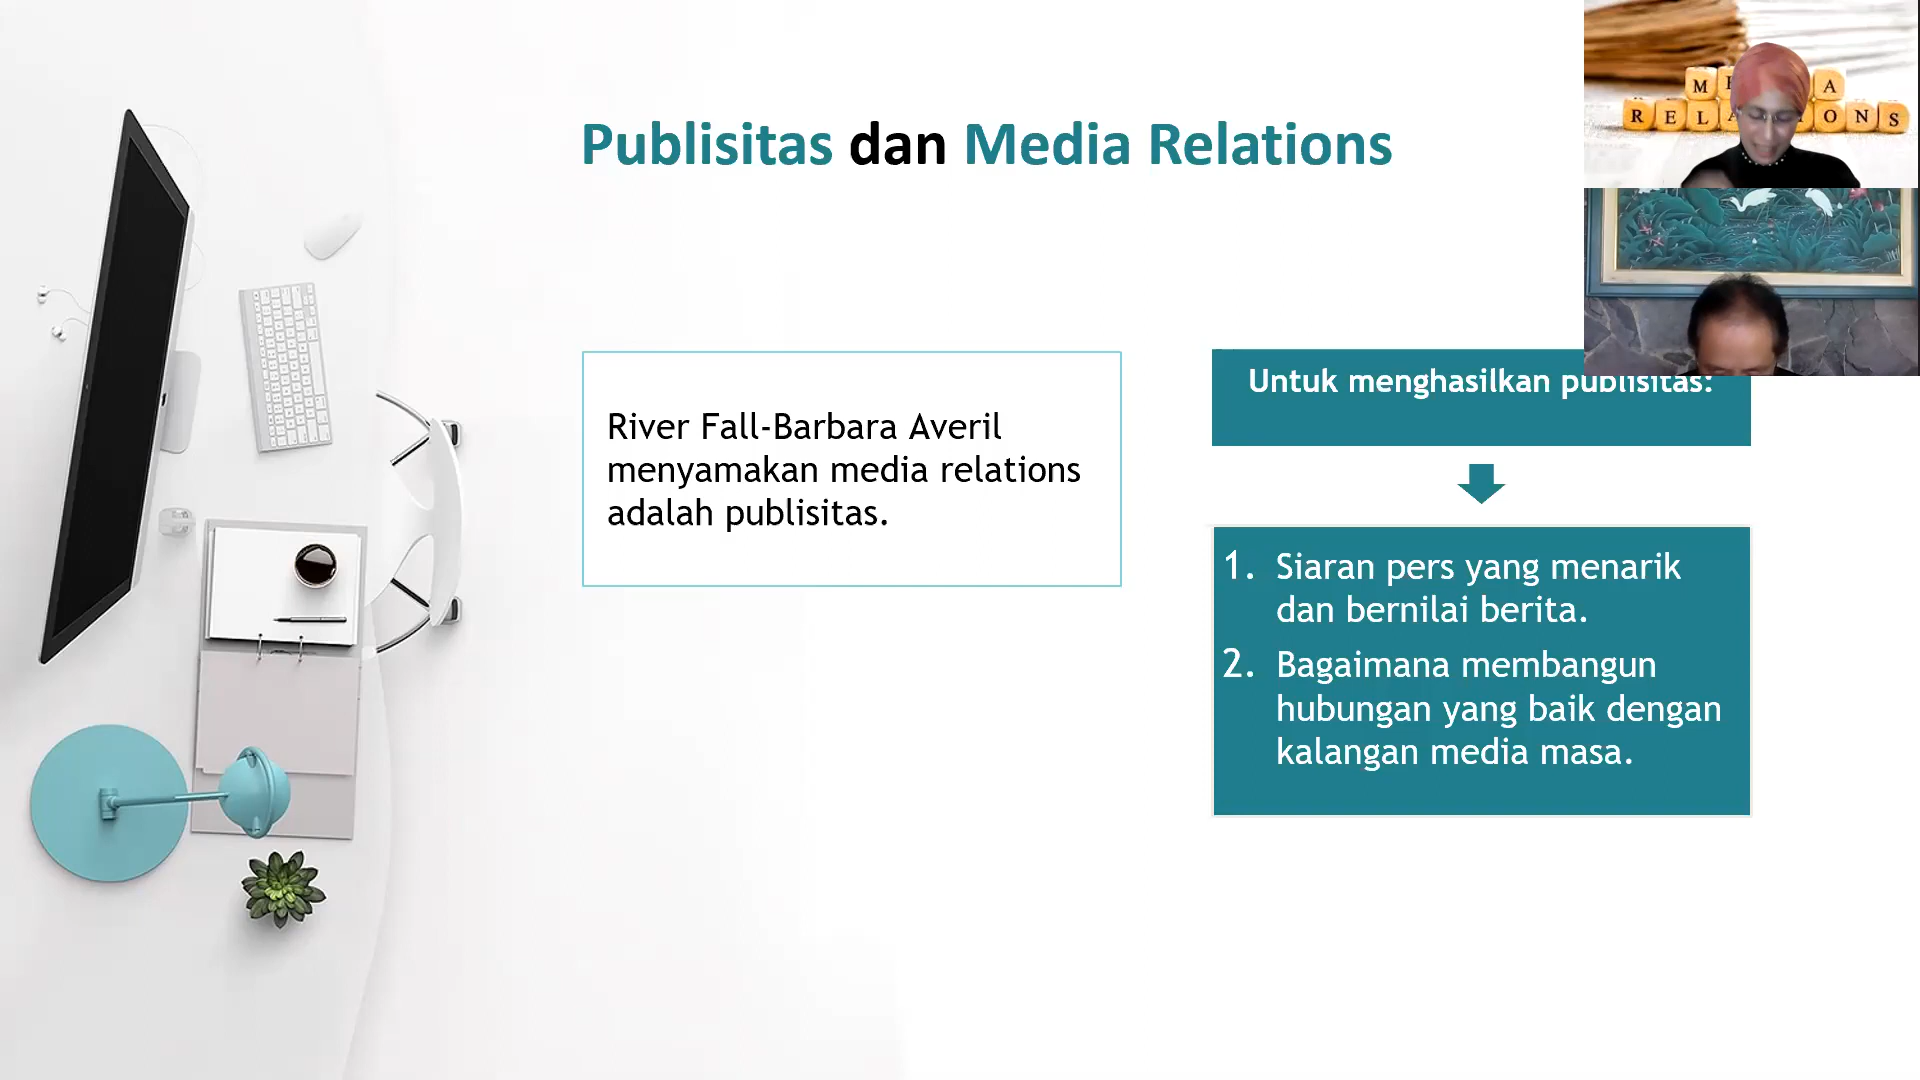 Publisitas dan Media Relations
River Fall-Barbara Averil
menyamakan media relations
adalah publisitas.
Untuk menghasilkan publisitas:
1. Siaran pers yang menarik
dan bernilai berita.
2. Bagaimana membangun
hubungan yang baik dengan
kalangan media masa.